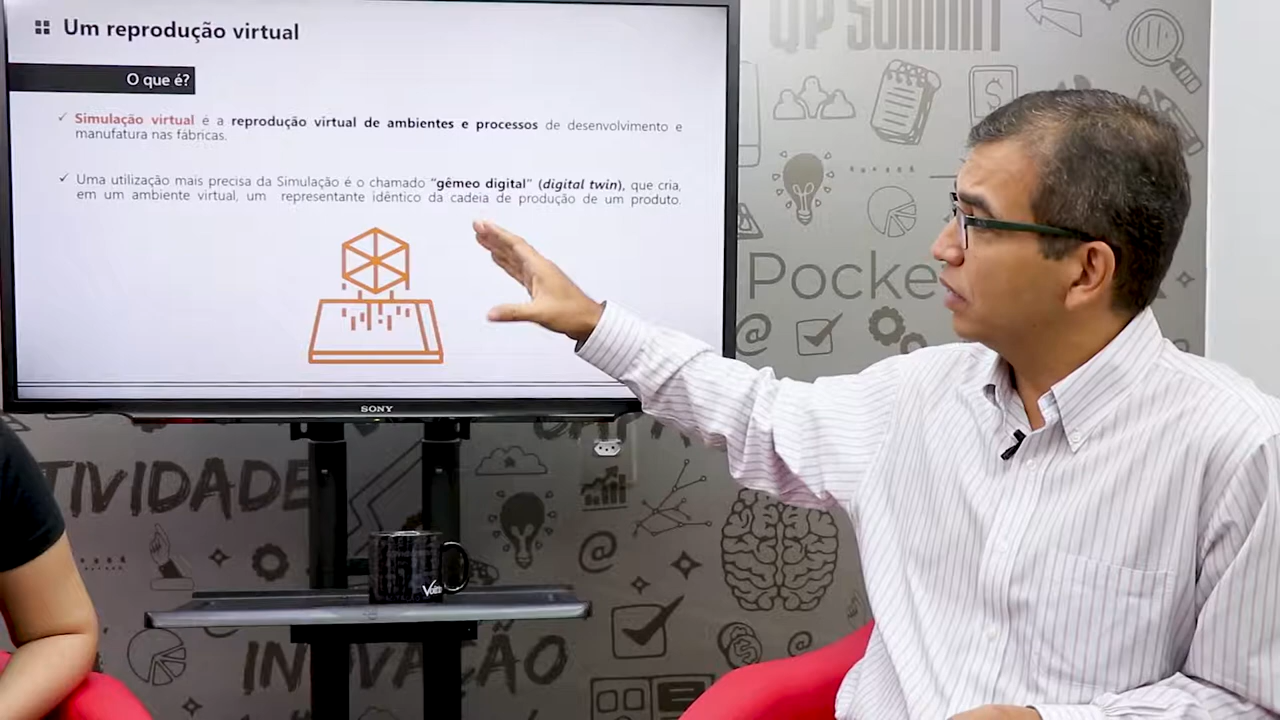 Um reprodução virtual
O que é?
✓ Simulação virtual é a reprodução virtual de ambientes e processos de desenvolvimento e
manufatura nas fábricas.
✓ Uma utilização mais precisa da Simulação é o chamado "gêmeo digital" (digital twin), que cria,
em um ambiente virtual, um representante idêntico da cadeia de produção de um produto.
SONY
QP SUMMIT
Pocke
TIVIDADE
INOVAÇÃO